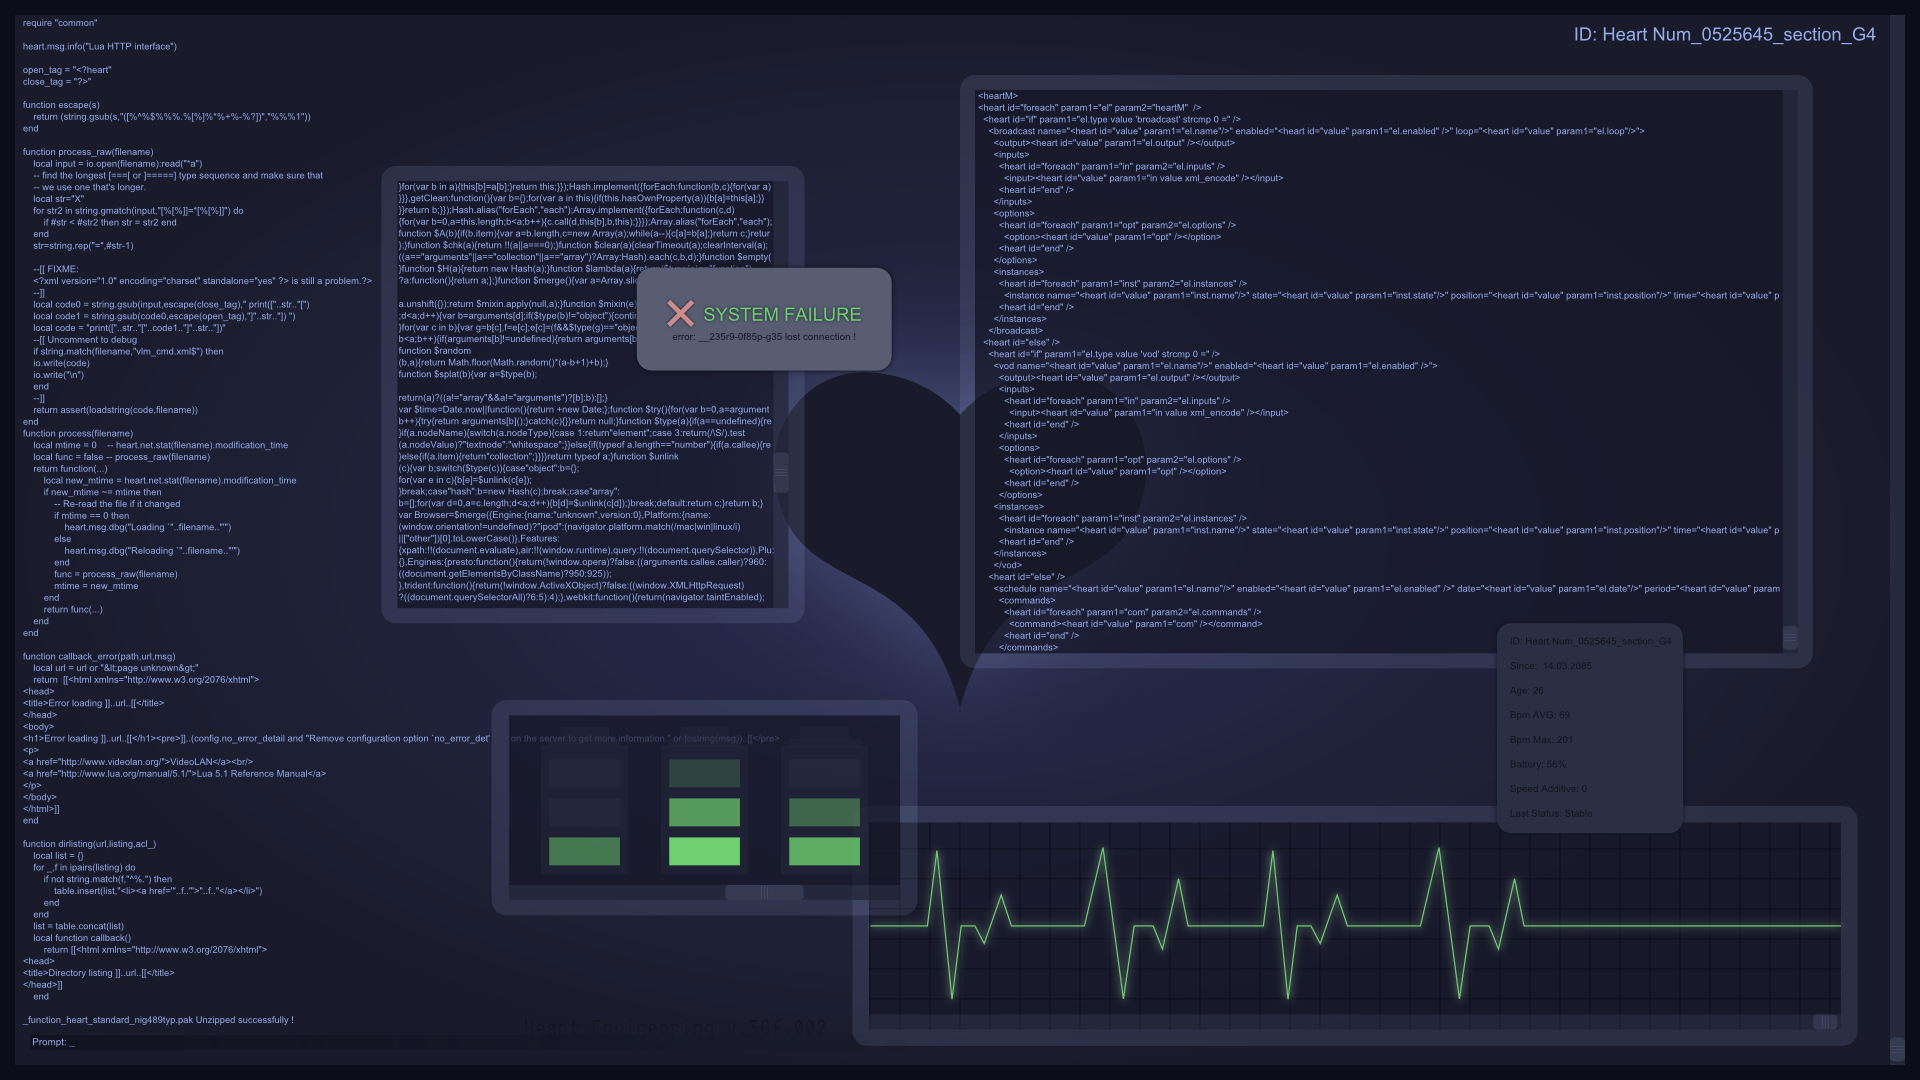 require "common"
heart.msg.info("Lua HTTP interface")
open_tag = "<?heart"
close_tag = "?>"
function escape(s)
return (string.gsub(s,"([%^%$%%%.%[%]%*%+%-%?])","%%%1"))
end
function process_raw(filename)
local input = io.open(filename):read("*a")
-- find the longest [===[ or ]=====] type sequence and make sure that
-- we use one that's longer.
local str="X"
for str2 in string.gmatch(input,"[%[%]]=*[%[%]]") do
if #str < #str2 then str = str2 end
end
str=string.rep("=",#str-1)
--[[ FIXME:
<?xml version="1.0" encoding="charset" standalone="yes" ?> is still a problem.?>
--]]
local code0 = string.gsub(input,escape(close_tag)," print(["..str.."[")
local code1 = string.gsub(code0,escape(open_tag),"]"..str.."]) ")
local code = "print(["..str.."["..code1.."]"..str.."])"
--[[ Uncomment to debug
if string.match(filename,"vlm_cmd.xml$") then
io.write(code)
io.write("\n")
end
--]]
return assert(loadstring(code,filename))
end
function process(filename)
local mtime = 0    -- heart.net.stat(filename).modification_time
local func = false -- process_raw(filename)
return function(...)
local new_mtime = heart.net.stat(filename).modification_time
if new_mtime ~= mtime then
-- Re-read the file if it changed
if mtime == 0 then
heart.msg.dbg("Loading `"..filename.."'")
else
heart.msg.dbg("Reloading `"..filename.."'")
end
func = process_raw(filename)
mtime = new_mtime
end
return func(...)
end
end
function callback_error(path,url,msg)
local url = url or "&lt;page unknown&gt;"
return  [[<html xmlns="http://www.w3.org/2076/xhtml">
<head>
<title>Error loading ]]..url..[[</title>
</head>
<body>
<h1>Error loading ]]..url..[[</h1><pre>]]..(config.no_error_detail and "Remove configuration option `no_error_det' on the server to get more information." or tostring(msg))..[[</pre>
<p>
<a href="http://www.videolan.org/">VideoLAN</a><br/>
<a href="http://www.lua.org/manual/5.1/">Lua 5.1 Reference Manual</a>
</p>
</body>
</html>]]
end
function dirlisting(url,listing,acl_)
local list = {}
for _,f in ipairs(listing) do
if not string.match(f,"^%.") then
table.insert(list,"<li><a href='"..f.."'>"..f.."</a></li>")
end
end
list = table.concat(list)
local function callback()
return [[<html xmlns="http://www.w3.org/2076/xhtml">
<head>
<title>Directory listing ]]..url..[[</title>
</head>]]
end
_function_heart_standard_nig489typ.pak Unzipped successfully !
Prompt: _
}for(var b in a){this[b]=a[b];}return this;}});Hash.implement({forEach:function(b,c){for(var a)
}}},getClean:function(){var b={};for(var a in this){if(this.hasOwnProperty(a)){b[a]=this[a];}}
}}return b;}});Hash.alias("forEach","each");Array.implement({forEach:function(c,d)
{for(var b=0,a=this.length;b<a;b++){c.call(d,this[b],b,this);}}});Array.alias("forEach","each");
function $A(b){if(b.item){var a=b.length,c=new Array(a);while(a--){c[a]=b[a];}return c;}retur
};}function $chk(a){return !!(a||a===0);}function $clear(a){clearTimeout(a);clearInterval(a);
((a=="arguments"||a=="collection"||a=="array")?Array:Hash).each(c,b,d);}function $empty(
}function $H(a){return new Hash(a);}function $lambda(a){
?a:function(){return a;};}function $merge(){var a=Array.slic
a.unshift({});return $mixin.apply(null,a);}function $mixin(e)
;d<a;d++){var b=arguments[d];if($type(b)!="object"){contin
}for(var c in b){var g=b[c],f=e[c];e[c]=(f&&$type(g)=="obje
b<a;b++){if(arguments[b]!=undefined){return arguments[b
function $random
(b,a){return Math.floor(Math.random()*(a-b+1)+b);}
function $splat(b){var a=$type(b);
return(a)?((a!="array"&&a!="arguments")?[b]:b):[];}
var $time=Date.now||function(){return +new Date;};function $try(){for(var b=0,a=argument
b++){try{return arguments[b]();}catch(c){}}return null;}function $type(a){if(a==undefined){re
}if(a.nodeName){switch(a.nodeType){case 1:return"element";case 3:return(/\S/).test
(a.nodeValue)?"textnode":"whitespace";}}else{if(typeof a.length=="number"){if(a.callee){re
}else{if(a.item){return"collection";}}}}return typeof a;}function $unlink
(c){var b;switch($type(c)){case"object":b={};
for(var e in c){b[e]=$unlink(c[e]);
}break;case"hash":b=new Hash(c);break;case"array":
b=[];for(var d=0,a=c.length;d<a;d++){b[d]=$unlink(c[d]);}break;default:return c;}return b;}
var Browser=$merge({Engine:{name:"unknown",version:0},Platform:{name:
(window.orientation!=undefined)?"ipod":(navigator.platform.match(/mac|win|linux/i)
||["other"])[0].toLowerCase()},Features:
{xpath:!!(document.evaluate),air:!!(window.runtime),query:!!(document.querySelector)},Plu:
{},Engines:{presto:function(){return(!window.opera)?false:((arguments.callee.caller)?960:
((document.getElementsByClassName)?950:925));
},trident:function(){return(!window.ActiveXObject)?false:((window.XMLHttpRequest)
?((document.querySelectorAll)?6:5):4);},webkit:function(){return(navigator.taintEnabled);
SYSTEM FAILURE
error: __235r9-0f85p-g35 lost connection !
ID: Heart Num_0525645_section_G4
<heartM>
<heart id="foreach" param1="el" param2="heartM"  />
<heart id="if" param1="el.type value 'broadcast' strcmp 0 =" />
<broadcast name="<heart id="value" param1="el.name"/>" enabled="<heart id="value" param1="el.enabled" />" loop="<heart id="value" param1="el.loop"/>">
<output><heart id="value" param1="el.output" /></output>
<inputs>
<heart id="foreach" param1="in" param2="el.inputs" />
<input><heart id="value" param1="in value xml_encode" /></input>
<heart id="end" />
</inputs>
<options>
<heart id="foreach" param1="opt" param2="el.options" />
<option><heart id="value" param1="opt" /></option>
<heart id="end" />
</options>
<instances>
<heart id="foreach" param1="inst" param2="el.instances" />
<instance name="<heart id="value" param1="inst.name"/>" state="<heart id="value" param1="inst.state"/>" position="<heart id="value" param1="inst.position"/>" time="<heart id="value" p
<heart id="end" />
</instances>
</broadcast>
<heart id="else" />
<heart id="if" param1="el.type value 'vod' strcmp 0 =" />
<vod name="<heart id="value" param1="el.name"/>" enabled="<heart id="value" param1="el.enabled" />">
<output><heart id="value" param1="el.output" /></output>
<inputs>
<heart id="foreach" param1="in" param2="el.inputs" />
<input><heart id="value" param1="in value xml_encode" /></input>
<heart id="end" />
</inputs>
<options>
<heart id="foreach" param1="opt" param2="el.options" />
<option><heart id="value" param1="opt" /></option>
<heart id="end" />
</options>
<instances>
<heart id="foreach" param1="inst" param2="el.instances" />
<instance name="<heart id="value" param1="inst.name"/>" state="<heart id="value" param1="inst.state"/>" position="<heart id="value" param1="inst.position"/>" time="<heart id="value" p
<heart id="end" />
</instances>
</vod>
<heart id="else" />
<schedule name="<heart id="value" param1="el.name"/>" enabled="<heart id="value" param1="el.enabled" />" date="<heart id="value" param1="el.date"/>" period="<heart id="value" param
<commands>
<heart id="foreach" param1="com" param2="el.commands" />
<command><heart id="value" param1="com" /></command>
<heart id="end" />
</commands>
ID: Heart Num_0525645_section_G4
Since:  14.03.2085
Age: 26
Bpm AVG: 69
Bpm Max: 201
Battery: 56%
Speed Additive: 0
Last Status: Stable
Heart Engineering v.366.002